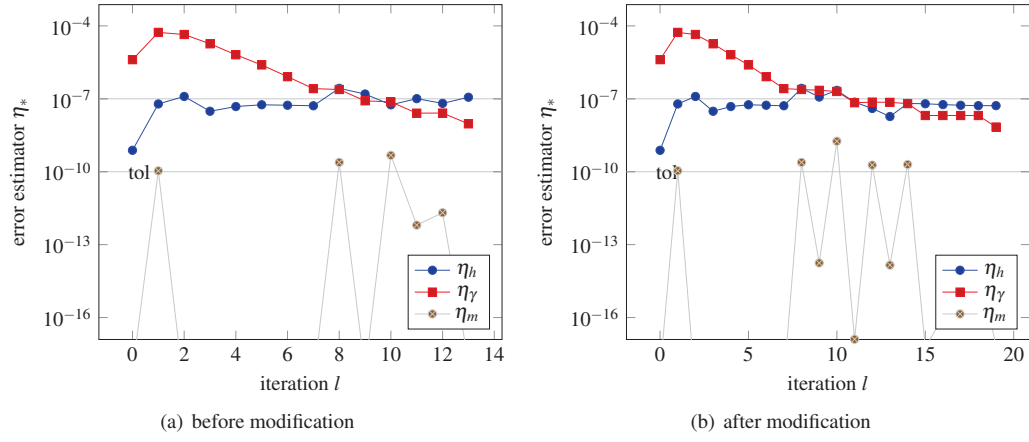 10^{-4}
10^{-7}
10^{-10}
10^{-13}
10^{-16}
error estimator η_*
tol
η_h
η_γ
η_m
0 2 4 6 8 10 12 14
iteration l
(a) before modification
10^{-4}
10^{-7}
10^{-10}
10^{-13}
10^{-16}
error estimator η_*
tol
η_h
η_γ
η_m
0 5 10 15 20
iteration l
(b) after modification